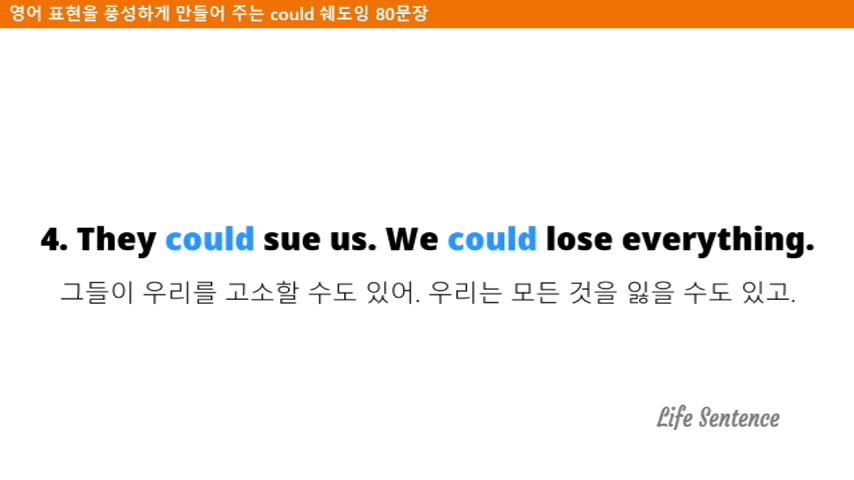 영어 표현을 풍성하게 만들어 주는 could 쉐도잉 80문장
4. They could sue us. We could lose everything.
그들이 우리를 고소할 수도 있어. 우리는 모든 것을 잃을 수도 있고.
Life Sentence